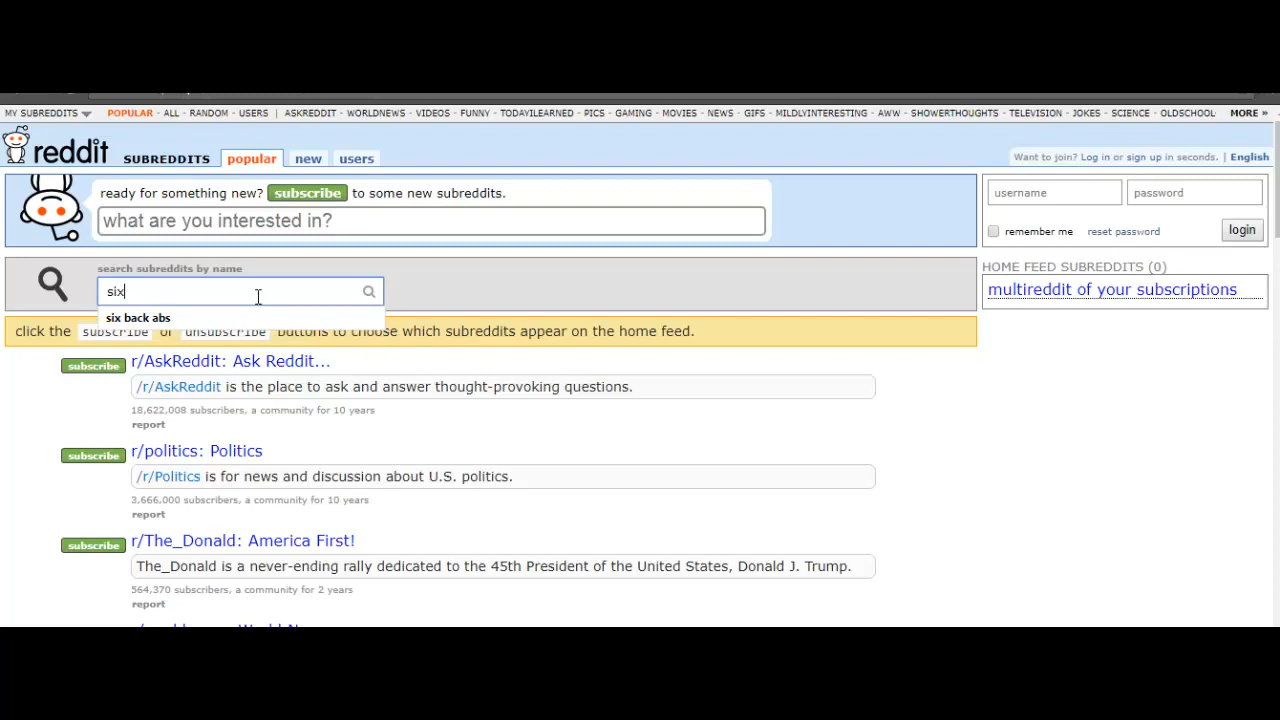 MY SUBREDDITS POPULAR - ALL - RANDOM - USERS | ASKREDDIT - WORLDNEWS - VIDEOS - FUNNY - TODAYILEARNED - PICS - GAMING - MOVIES - NEWS - GIFS - MILDLYINTERESTING - AWW - SHOWERTHOUGHTS - TELEVISION - JOKES - SCIENCE - OLDSCHOOL MORE »
reddit SUBREDDITS popular new users
Want to join? Log in or sign up in seconds. | English
ready for something new? subscribe to some new subreddits.
what are you interested in?
username password
remember me reset password login
search subreddits by name
six
six back abs
HOME FEED SUBREDDITS (0)
multireddit of your subscriptions
click the subscribe or unsubscribe buttons to choose which subreddits appear on the home feed.
subscribe r/AskReddit: Ask Reddit...
/r/AskReddit is the place to ask and answer thought-provoking questions.
18,622,008 subscribers, a community for 10 years
report
subscribe r/politics: Politics
/r/Politics is for news and discussion about U.S. politics.
3,666,000 subscribers, a community for 10 years
report
subscribe r/The_Donald: America First!
The_Donald is a never-ending rally dedicated to the 45th President of the United States, Donald J. Trump.
564,370 subscribers, a community for 2 years
report